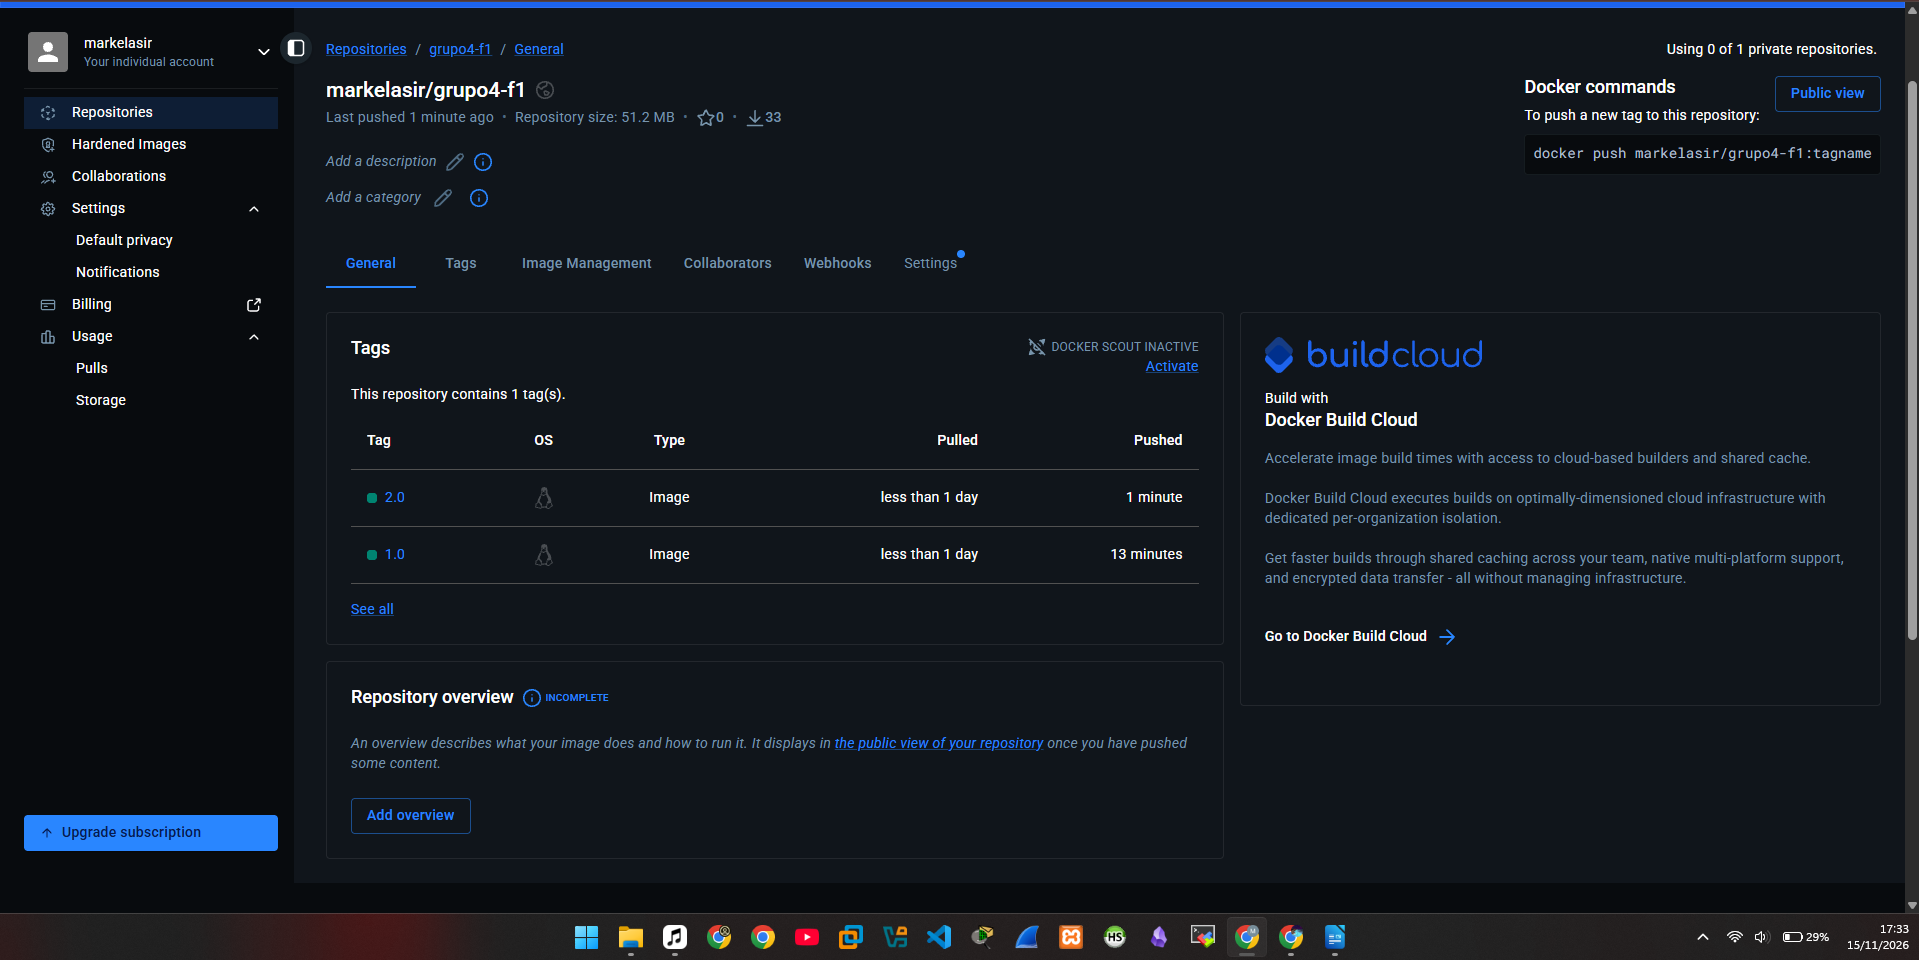 markelasir
Your individual account
Repositories
Hardened Images
Collaborations
Settings
Default privacy
Notifications
Billing
Usage
Pulls
Storage
Upgrade subscription
Repositories / grupo4-f1 / General
Using 0 of 1 private repositories.
markelasir/grupo4-f1
Last pushed 1 minute ago • Repository size: 51.2 MB • 0 • 33
Add a description
Add a category
Docker commands
Public view
To push a new tag to this repository:
docker push markelasir/grupo4-f1:tagname
General Tags Image Management Collaborators Webhooks Settings
Tags
DOCKER SCOUT INACTIVE
Activate
This repository contains 1 tag(s).
Tag OS Type Pulled Pushed
2.0 Image less than 1 day 1 minute
1.0 Image less than 1 day 13 minutes
See all
Repository overview INCOMPLETE
An overview describes what your image does and how to run it. It displays in the public view of your repository once you have pushed
some content.
Add overview
buildcloud
Build with
Docker Build Cloud
Accelerate image build times with access to cloud-based builders and shared cache.
Docker Build Cloud executes builds on optimally-dimensioned cloud infrastructure with
dedicated per-organization isolation.
Get faster builds through shared caching across your team, native multi-platform support,
and encrypted data transfer - all without managing infrastructure.
Go to Docker Build Cloud
HS
29%
17:33
15/11/2026